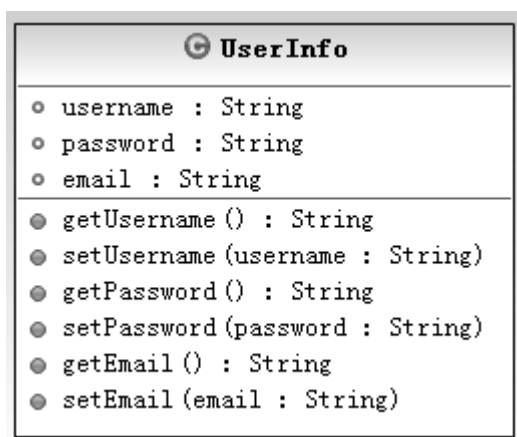 UserInfo
username : String
password : String
email : String
getUsername() : String
setUsername(username : String)
getPassword() : String
setPassword(password : String)
getEmail() : String
setEmail(email : String)